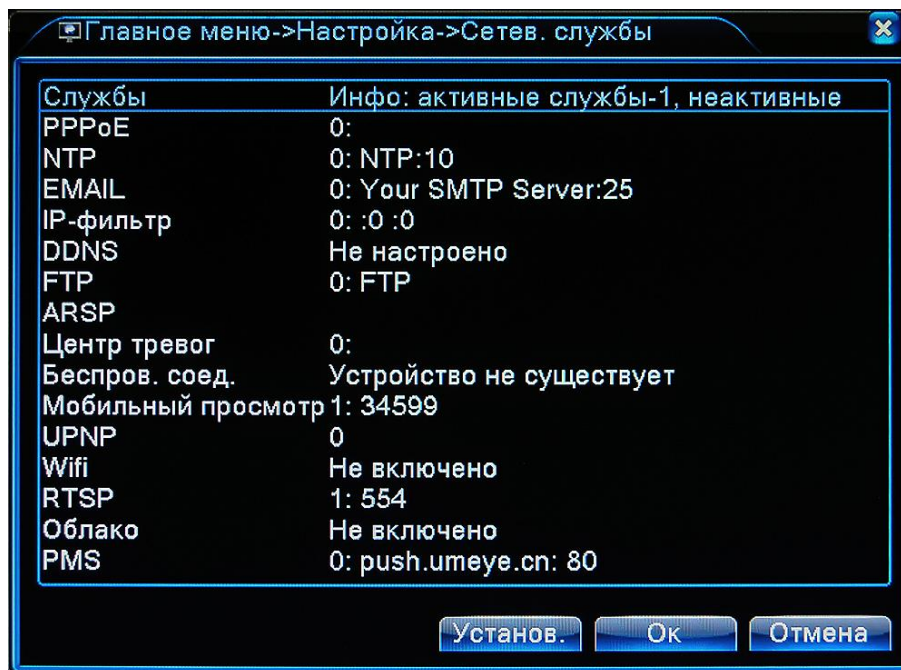 Главное меню->Настройка->Сетев. службы
Службы Инфо: активные службы-1, неактивные
PPPoE 0:
NTP 0: NTP:10
EMAIL 0: Your SMTP Server:25
IP-фильтр 0: :0 :0
DDNS Не настроено
FTP 0: FTP
ARSP
Центр тревог 0:
Беспров. соед. Устройство не существует
Мобильный просмотр 1: 34599
UPNP 0
Wifi Не включено
RTSP 1: 554
Облако Не включено
PMS 0: push.umeye.cn: 80
Установ. Ок Отмена